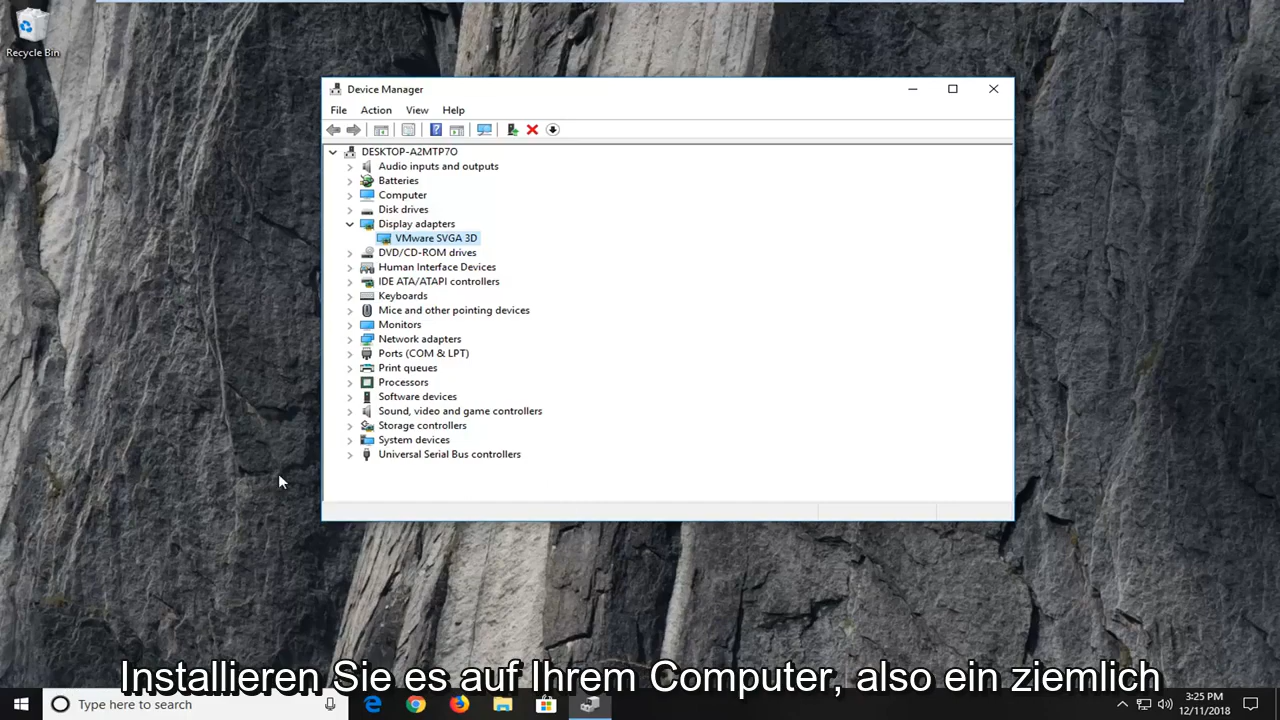 Recycle Bin
Device Manager
File Action View Help
DESKTOP-A2MTP7O
Audio inputs and outputs
Batteries
Computer
Disk drives
Display adapters
VMware SVGA 3D
DVD/CD-ROM drives
Human Interface Devices
IDE ATA/ATAPI controllers
Keyboards
Mice and other pointing devices
Monitors
Network adapters
Ports (COM & LPT)
Print queues
Processors
Software devices
Sound, video and game controllers
Storage controllers
System devices
Universal Serial Bus controllers
Installieren Sie es auf Ihrem Computer, also ein ziemlich
Type here to search
3:25 PM
12/11/2018